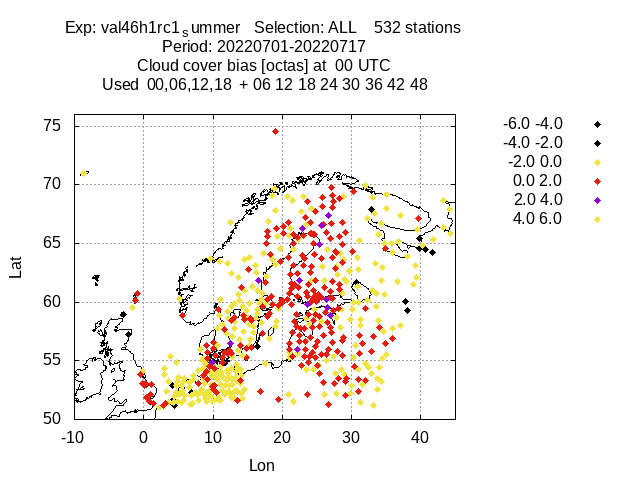 Exp: val46h1rc1summer Selection: ALL 532 stations
Period: 20220701-20220717
Cloud cover bias [octas] at 00 UTC
Used 00,06,12,18 + 06 12 18 24 30 36 42 48
-6.0 -4.0
-4.0 -2.0
-2.0 0.0
0.0 2.0
2.0 4.0
4.0 6.0
75
70
65
60
55
50
Lat
-10 0 10 20 30 40
Lon